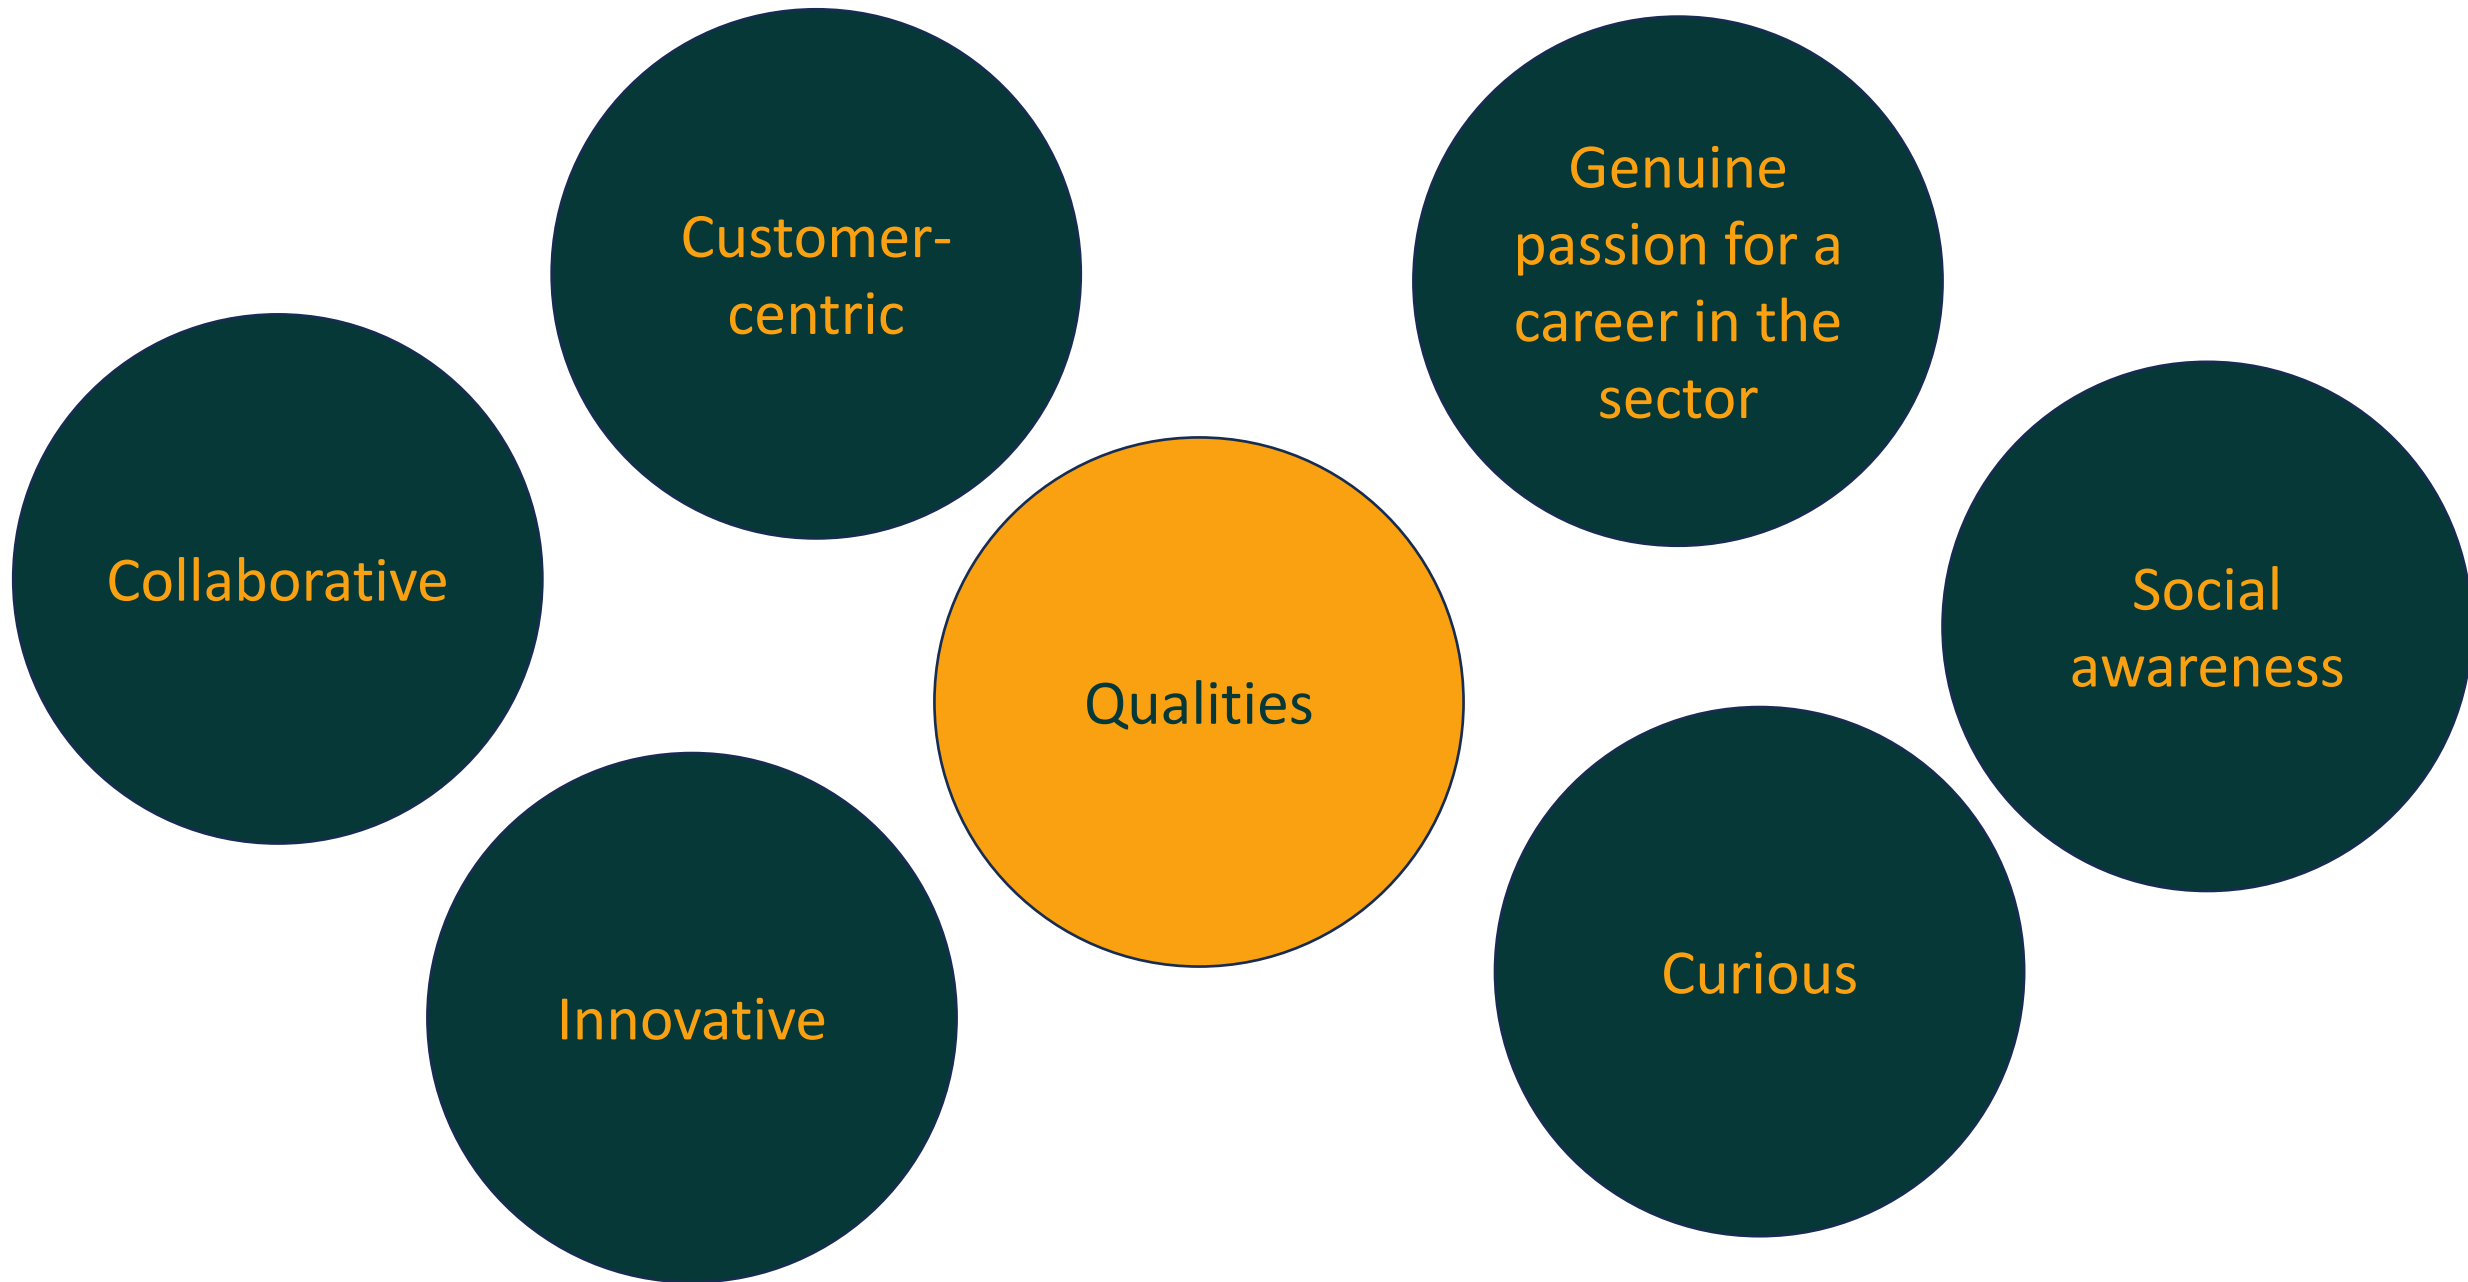 Customer-
centric
Genuine
passion for a
career in the
sector
Collaborative
Qualities
Social
awareness
Innovative
Curious